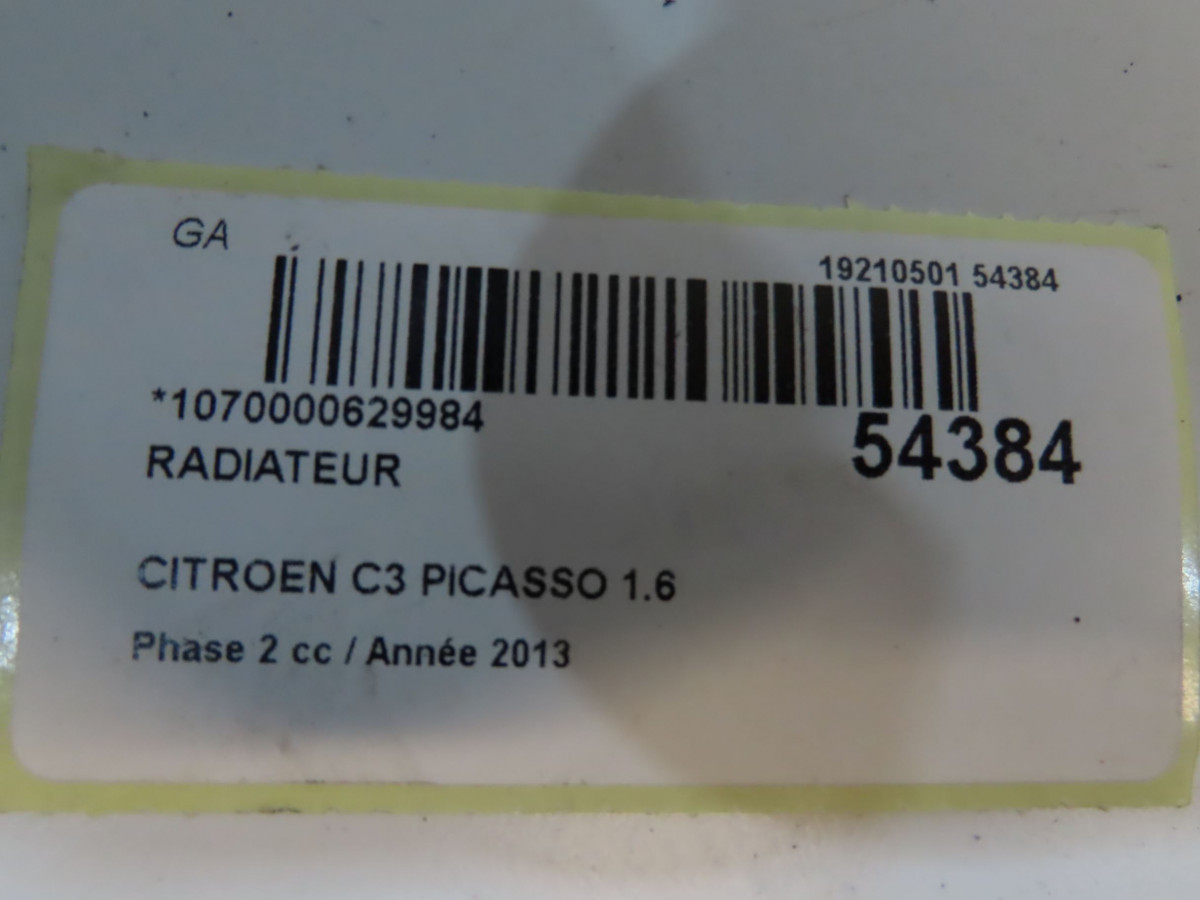 GA
19210501 54384
*1070000629984
54384
RADIATEUR
CITROEN C3 PICASSO 1.6
Phase 2 cc / Année 2013